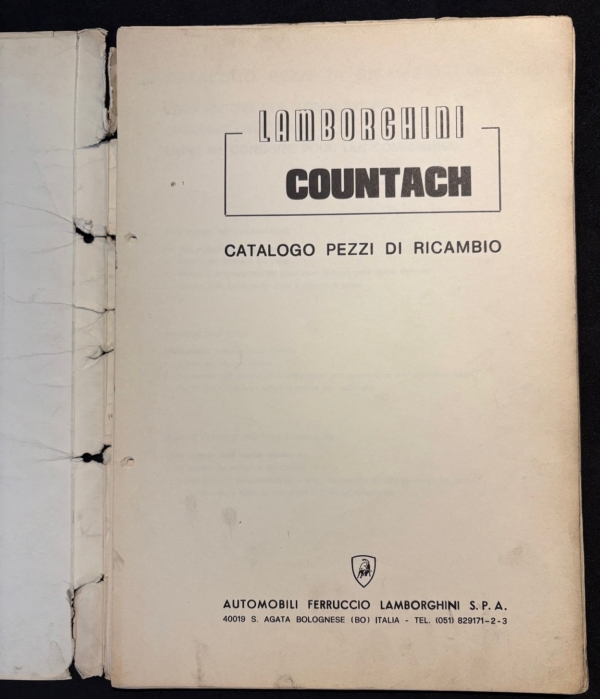 LAMBORGHINI
COUNTACH
CATALOGO PEZZI DI RICAMBIO
AUTOMOBILI FERRUCCIO LAMBORGHINI S.P.A.
40019 S. AGATA BOLOGNESE (BO) ITALIA - TEL. (051) 829171-2-3